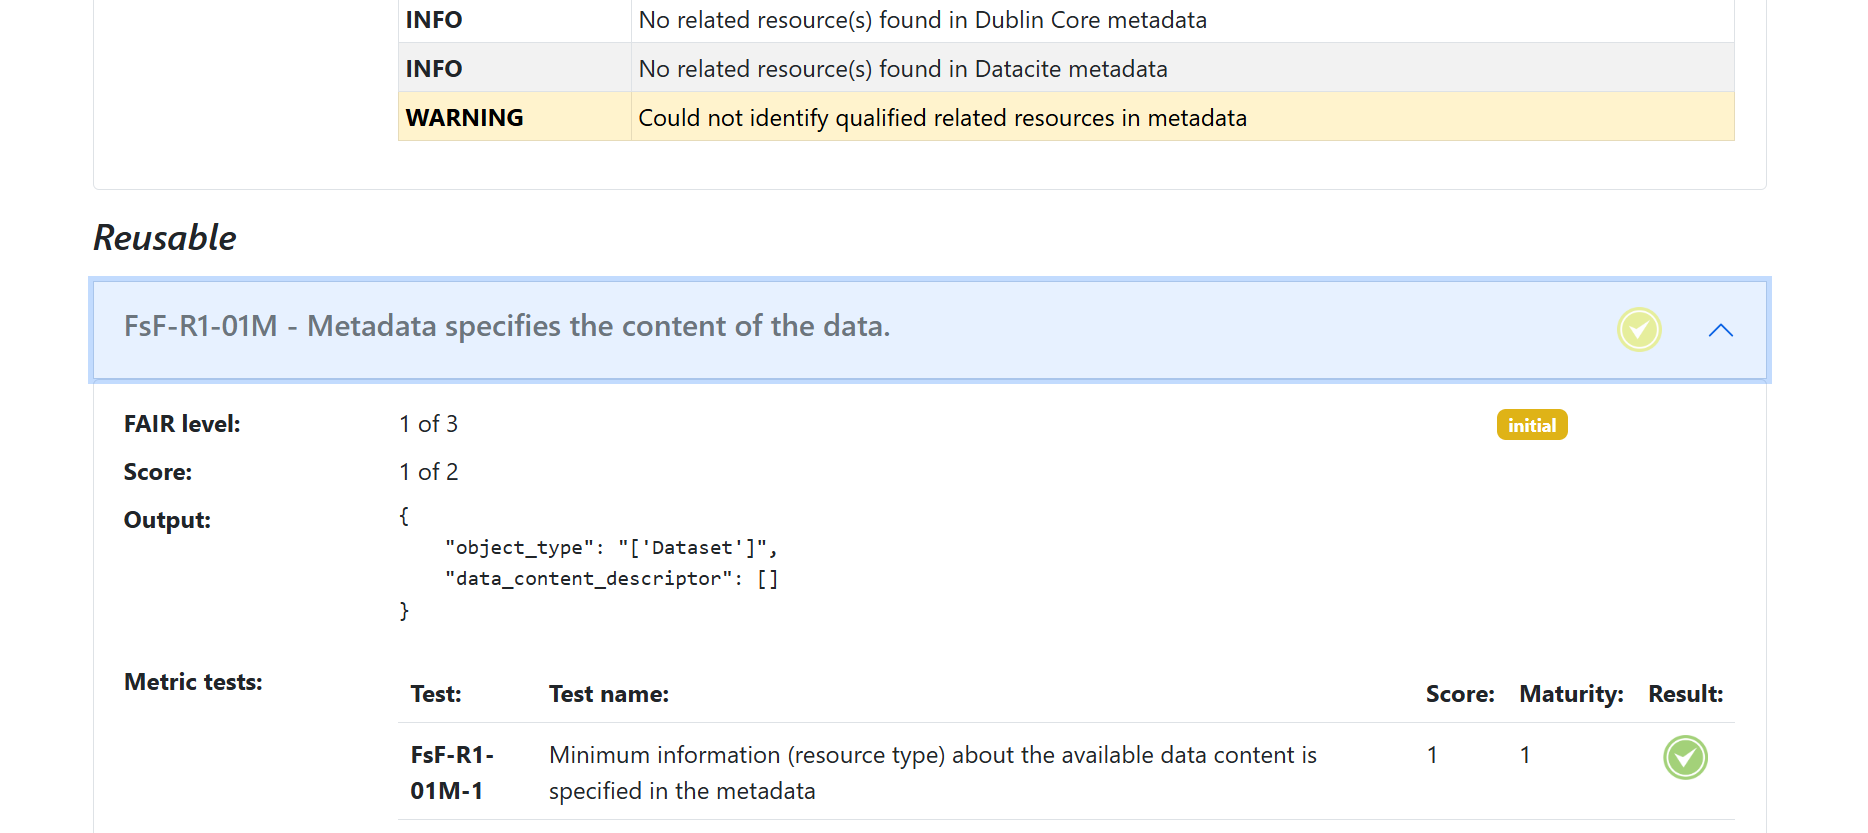 INFO No related resource(s) found in Dublin Core metadata
INFO No related resource(s) found in Datacite metadata
WARNING Could not identify qualified related resources in metadata
Reusable
FsF-R1-01M - Metadata specifies the content of the data.
FAIR level: 1 of 3 initial
Score: 1 of 2
Output: {
"object_type": "['Dataset']",
"data_content_descriptor": []
}
Metric tests:
Test: Test name: Score: Maturity: Result:
FsF-R1- Minimum information (resource type) about the available data content is 1 1
01M-1 specified in the metadata